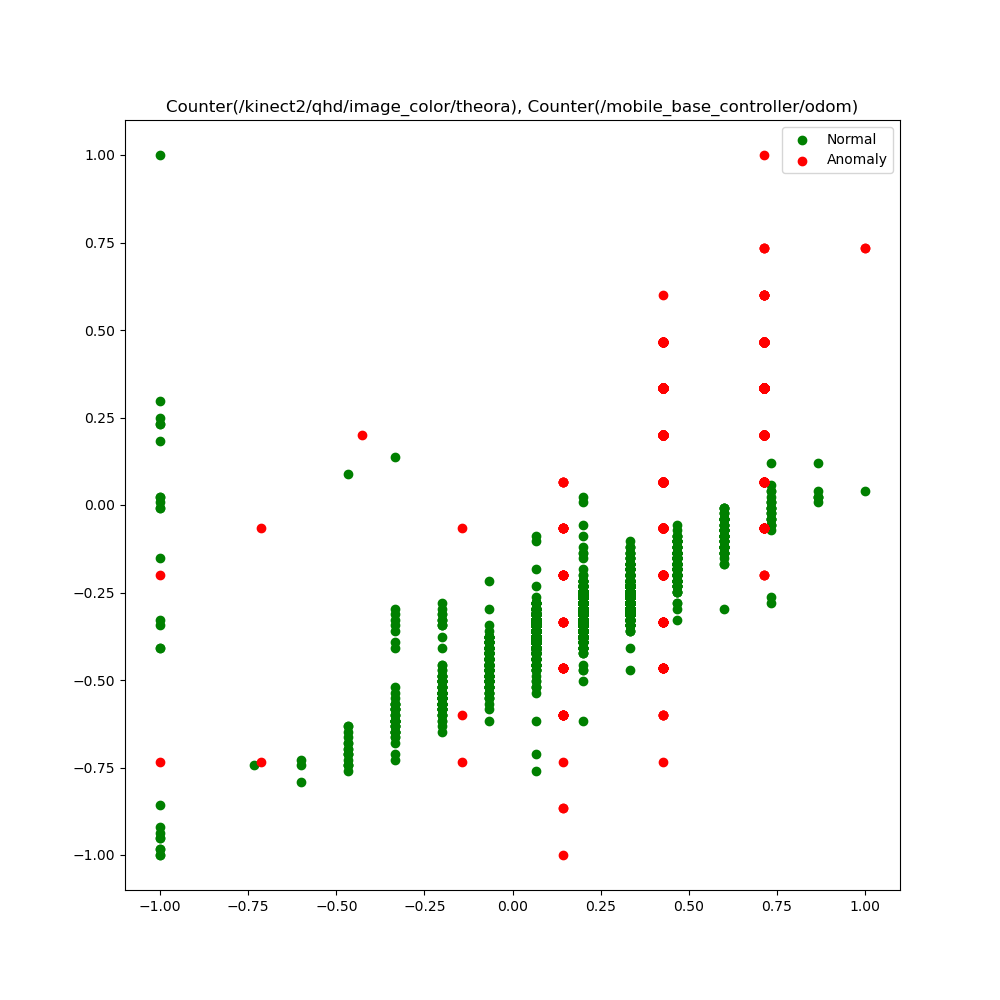 Counter(/kinect2/qhd/image_color/theora), Counter(/mobile_base_controller/odom)
Normal
Anomaly
1.00
0.75
0.50
0.25
0.00
−0.25
−0.50
−0.75
−1.00
−1.00 −0.75 −0.50 −0.25 0.00 0.25 0.50 0.75 1.00